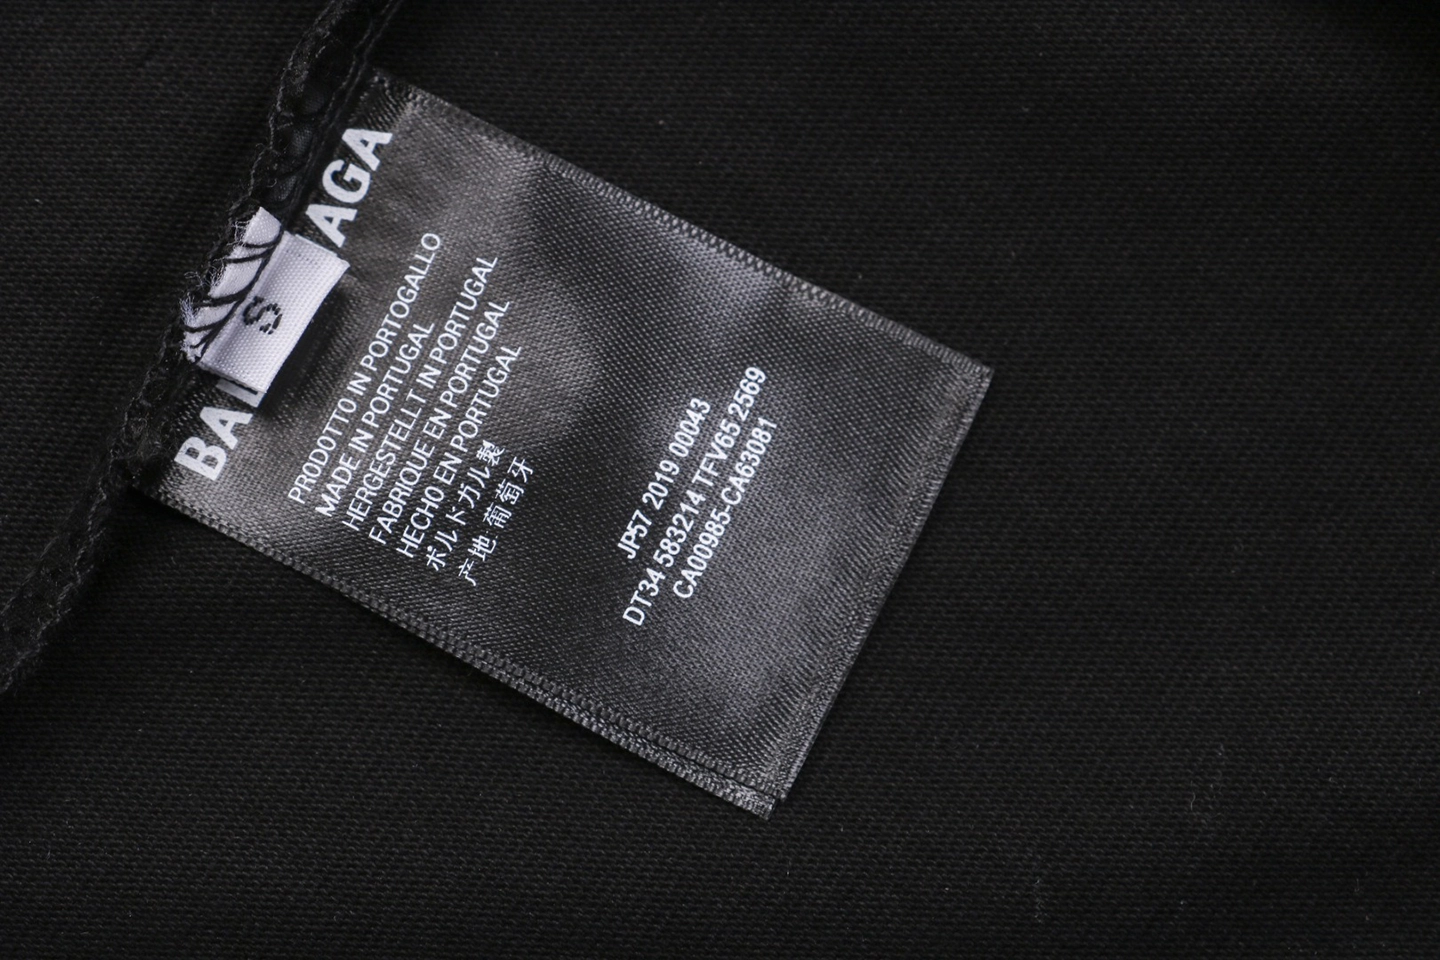 BAL AGA
S
PRODOTTO IN PORTOGALLO
MADE IN PORTUGAL
HERGESTELLT IN PORTUGAL
FABRIQUE EN PORTUGAL
HECHO EN PORTUGAL
ポルトガル製
产地 葡萄牙
JP57 2019 00043
DT34 583214 TFV65 2569
CA00985-CA63081